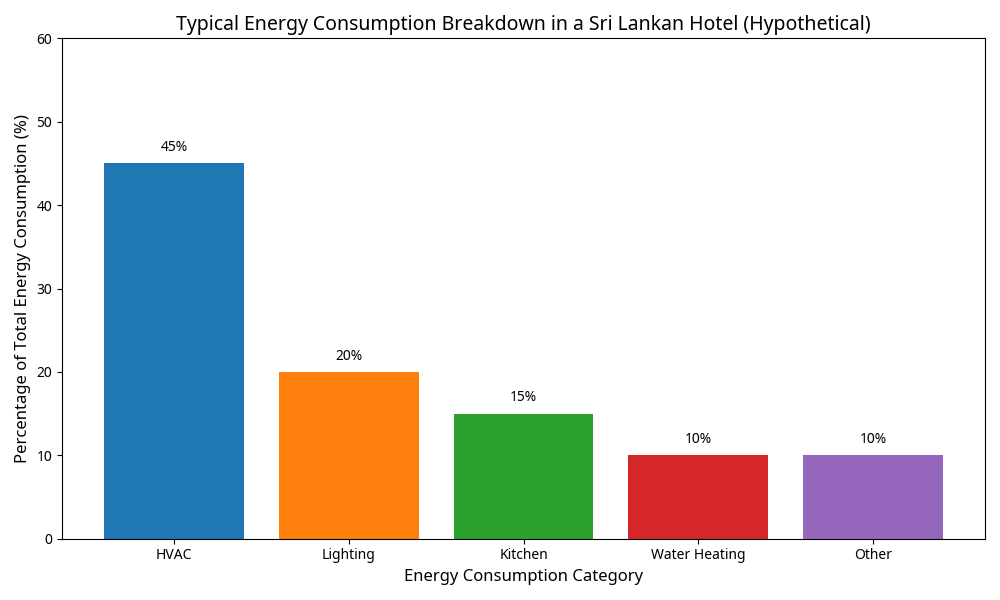 Typical Energy Consumption Breakdown in a Sri Lankan Hotel (Hypothetical)
Percentage of Total Energy Consumption (%)
60
50
40
30
20
10
0
45%
20%
15%
10%
10%
HVAC
Lighting
Kitchen
Water Heating
Other
Energy Consumption Category